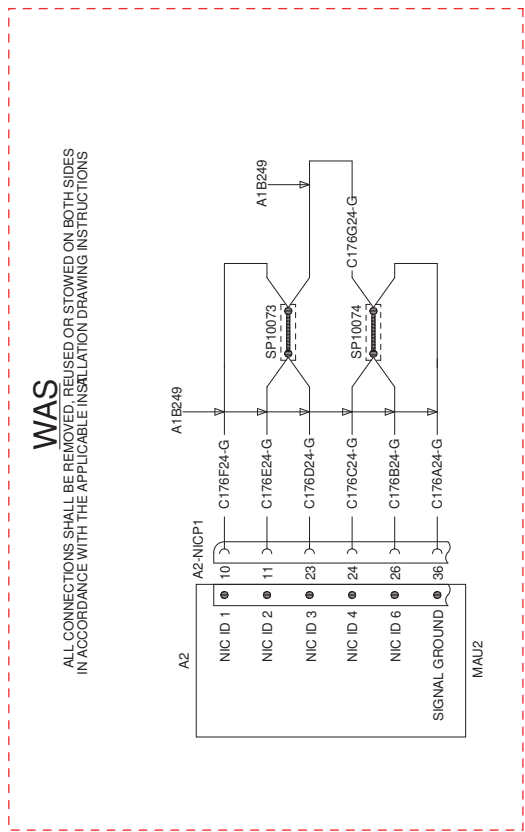 WAS
ALL CONNECTIONS SHALL BE REMOVED, REUSED OR STOWED ON BOTH SIDES
IN ACCORDANCE WITH THE APPLICABLE INSTALLATION DRAWING INSTRUCTIONS
A2
A2-NICP1
NIC ID 1
10
C176F24-G
A1B249
NIC ID 2
11
C176E24-G
SP10073
A1B249
NIC ID 3
23
C176D24-G
NIC ID 4
24
C176C24-G
SP10074
C176G24-G
NIC ID 6
26
C176B24-G
SIGNAL GROUND
36
C176A24-G
MAU2